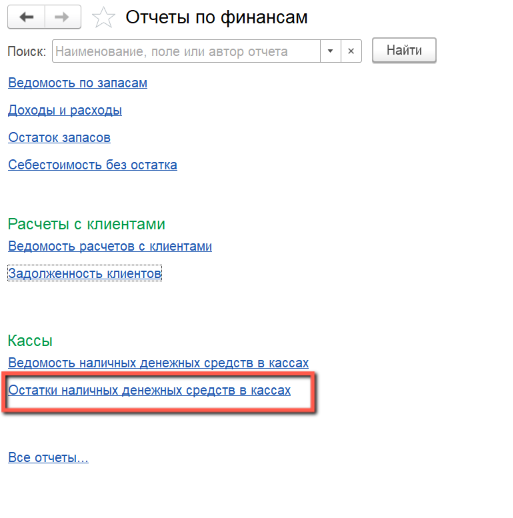 Отчеты по финансам
Поиск: Наименование, поле или автор отчета Найти
Ведомость по запасам
Доходы и расходы
Остаток запасов
Себестоимость без остатка
Расчеты с клиентами
Ведомость расчетов с клиентами
Задолженность клиентов
Кассы
Ведомость наличных денежных средств в кассах
Остатки наличных денежных средств в кассах
Все отчеты...